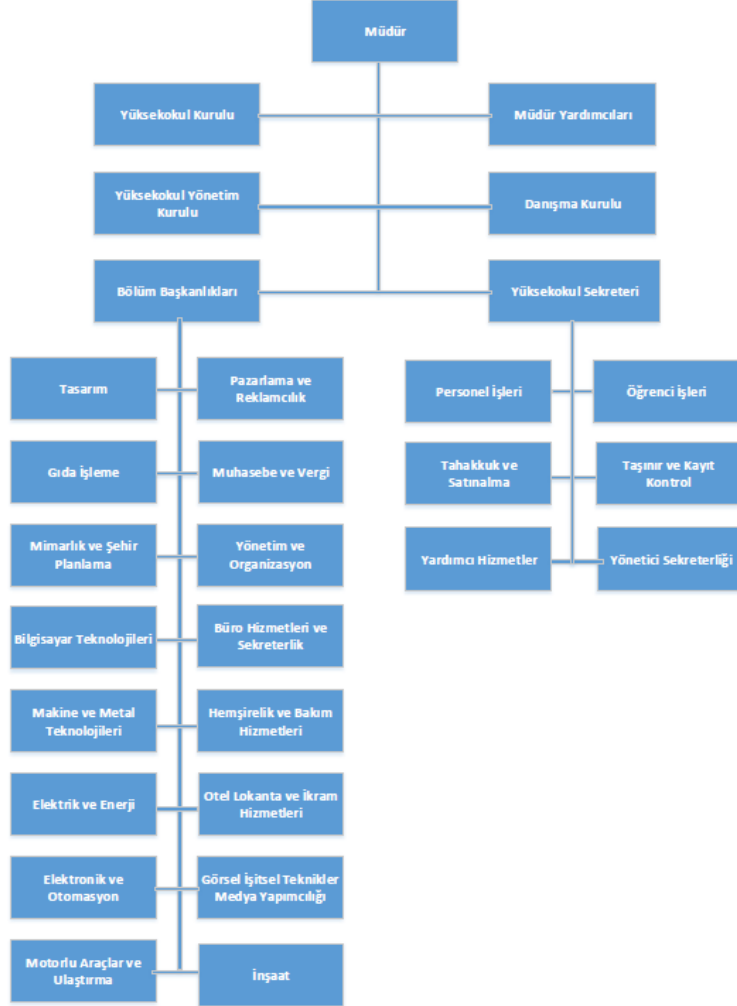 Müdür
Yüksekokul Kurulu
Müdür Yardımcıları
Yüksekokul Yönetim
Kurulu
Danışma Kurulu
Bölüm Başkanlıkları
Yüksekokul Sekreteri
Tasarım
Pazarlama ve
Reklamcılık
Gıda İşleme
Muhasebe ve Vergi
Mimarlık ve Şehir
Planlama
Yönetim ve
Organizasyon
Bilgisayar Teknolojileri
Büro Hizmetleri ve
Sekreterlik
Makine ve Metal
Teknolojileri
Hemşirelik ve Bakım
Hizmetleri
Elektrik ve Enerji
Otel Lokanta ve İkram
Hizmetleri
Elektronik ve
Otomasyon
Görsel İşitsel Teknikler
Medya Yapımcılığı
Motorlu Araçlar ve
Ulaştırma
İnşaat
Personel İşleri
Öğrenci İşleri
Tahakkuk ve
Satınalma
Taşınır ve Kayıt
Kontrol
Yardımcı Hizmetler
Yönetici Sekreterliği